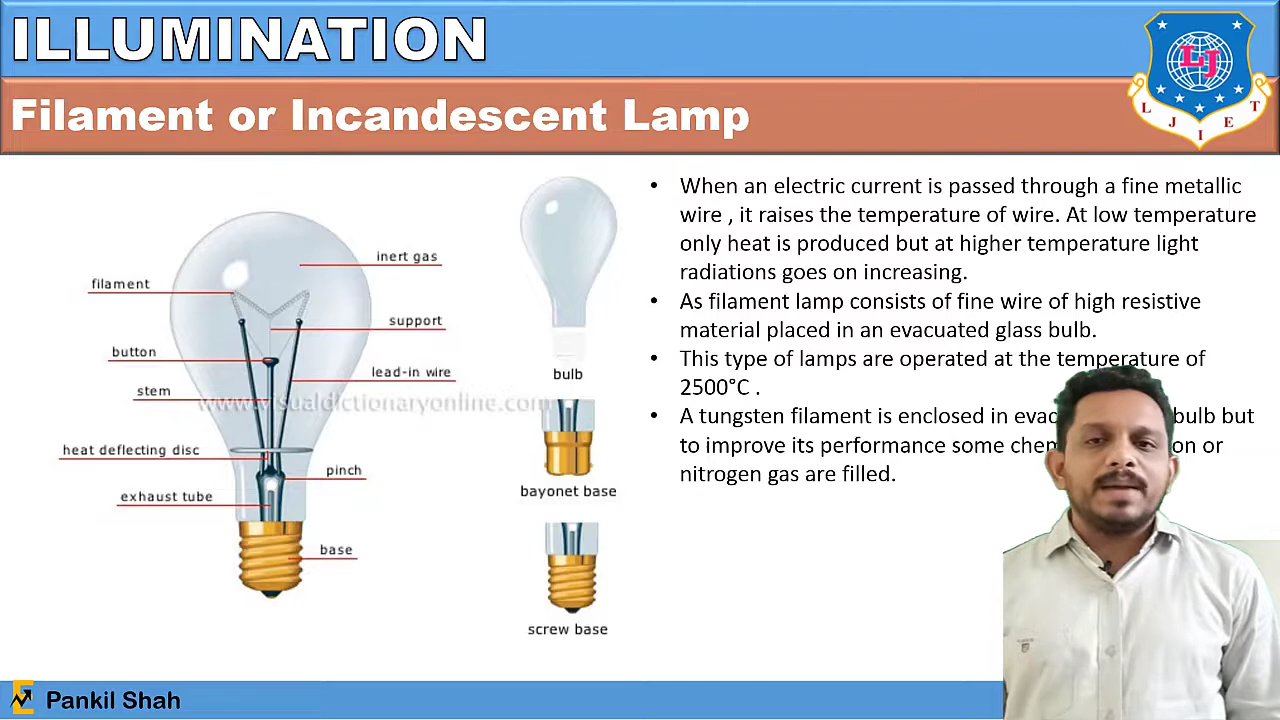 ILLUMINATION
Filament or Incandescent Lamp
L J I E T
LJ
filament
button
stem
heat deflecting disc
exhaust tube
inert gas
support
lead-in wire
www.visualdictionaryonline.com
pinch
base
bulb
bayonet base
screw base
• When an electric current is passed through a fine metallic
wire , it raises the temperature of wire. At low temperature
only heat is produced but at higher temperature light
radiations goes on increasing.
• As filament lamp consists of fine wire of high resistive
material placed in an evacuated glass bulb.
• This type of lamps are operated at the temperature of
2500°C .
• A tungsten filament is enclosed in bulb but
to improve its performance some or
nitrogen gas are filled.
Pankil Shah